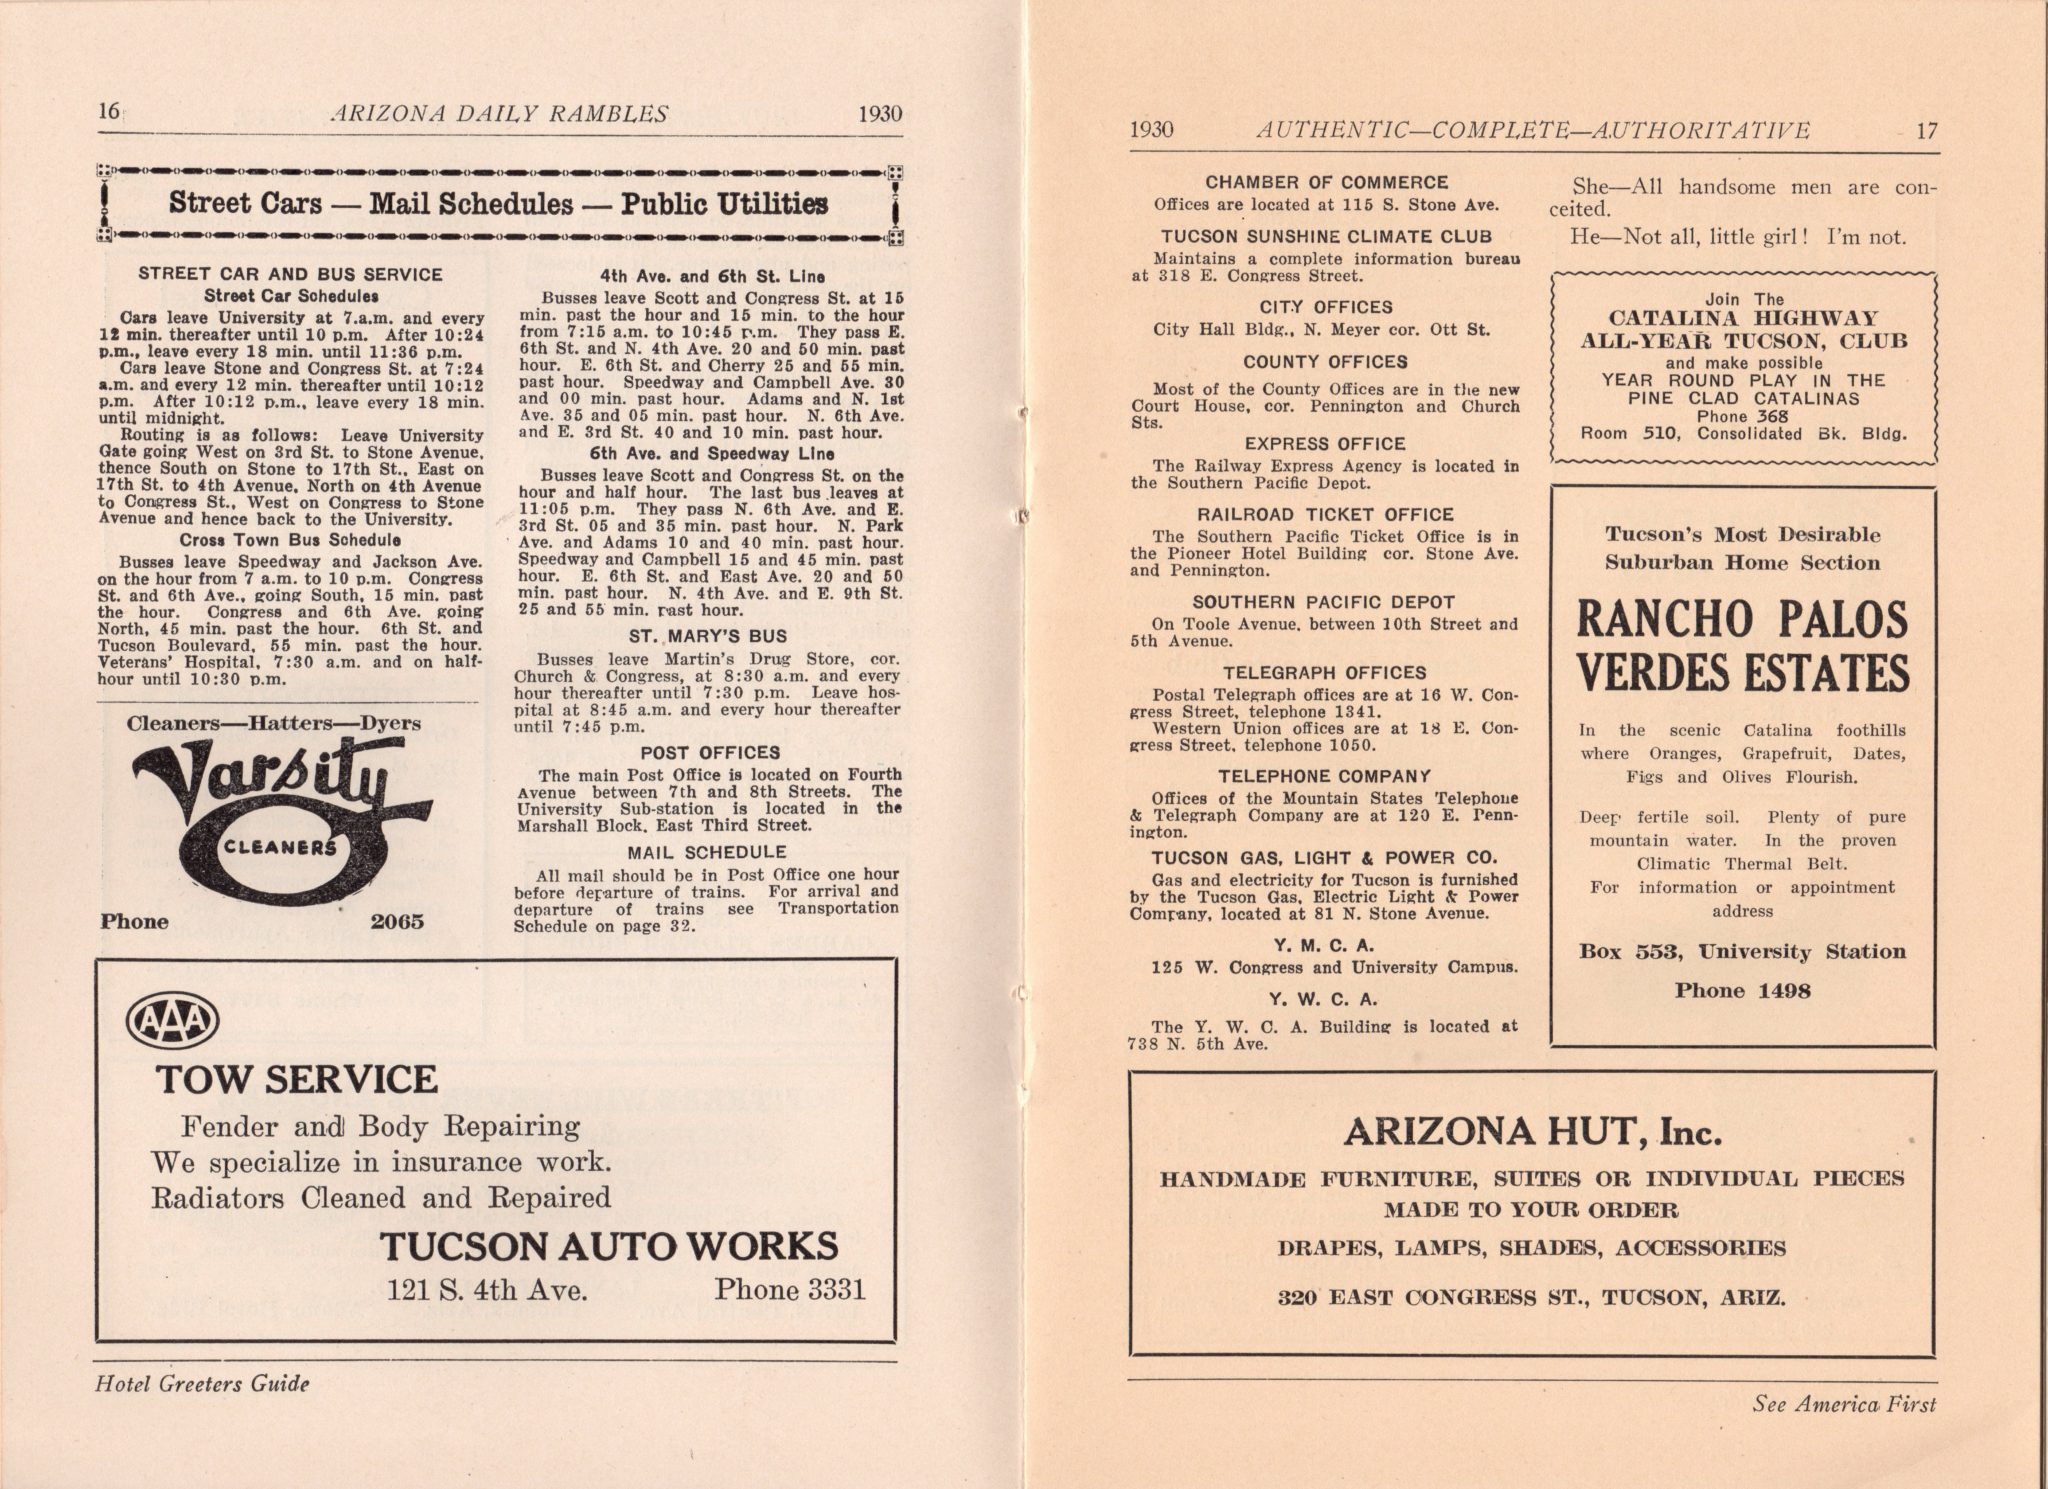 16 ARIZONA DAILY RAMBLES 1930
Street Cars — Mail Schedules — Public Utilities
STREET CAR AND BUS SERVICE
Street Car Schedules
Cars leave University at 7.a.m. and every
12 min. thereafter until 10 p.m. After 10:24
p.m., leave every 18 min. until 11:36 p.m.
Cars leave Stone and Congress St. at 7:24
a.m. and every 12 min. thereafter until 10:12
p.m. After 10:12 p.m., leave every 18 min.
until midnight.
Routing is as follows: Leave University
Gate going West on 3rd St. to Stone Avenue,
thence South on Stone to 17th St., East on
17th St. to 4th Avenue, North on 4th Avenue
to Congress St., West on Congress to Stone
Avenue and hence back to the University.
Cross Town Bus Schedule
Busses leave Speedway and Jackson Ave.
on the hour from 7 a.m. to 10 p.m. Congress
St. and 6th Ave., going South, 15 min. past
the hour. Congress and 6th Ave. going
North, 45 min. past the hour. 6th St. and
Tucson Boulevard, 55 min. past the hour.
Veterans' Hospital, 7:30 a.m. and on half-
hour until 10:30 p.m.
Cleaners—Hatters—Dyers
Varsity
CLEANERS
Phone 2065
4th Ave. and 6th St. Line
Busses leave Scott and Congress St. at 15
min. past the hour and 15 min. to the hour
from 7:15 a.m. to 10:45 p.m. They pass E.
6th St. and N. 4th Ave. 20 and 50 min. past
hour. E. 6th St. and Cherry 25 and 55 min.
past hour. Speedway and Campbell Ave. 30
and 00 min. past hour. Adams and N. 1st
Ave. 35 and 05 min. past hour. N. 6th Ave.
and E. 3rd St. 40 and 10 min. past hour.
6th Ave. and Speedway Line
Busses leave Scott and Congress St. on the
hour and half hour. The last bus leaves at
11:05 p.m. They pass N. 6th Ave. and E.
3rd St. 05 and 35 min. past hour. N. Park
Ave. and Adams 10 and 40 min. past hour.
Speedway and Campbell 15 and 45 min. past
hour. E. 6th St. and East Ave. 20 and 50
min. past hour. N. 4th Ave. and E. 9th St.
25 and 55 min. past hour.
ST. MARY'S BUS
Busses leave Martin's Drug Store, cor.
Church & Congress, at 8:30 a.m. and every
hour thereafter until 7:30 p.m. Leave hos-
pital at 8:45 a.m. and every hour thereafter
until 7:45 p.m.
POST OFFICES
The main Post Office is located on Fourth
Avenue between 7th and 8th Streets. The
University Sub-station is located in the
Marshall Block, East Third Street.
MAIL SCHEDULE
All mail should be in Post Office one hour
before departure of trains. For arrival and
departure of trains see Transportation
Schedule on page 32.
AAA
TOW SERVICE
Fender and Body Repairing
We specialize in insurance work.
Radiators Cleaned and Repaired
TUCSON AUTO WORKS
121 S. 4th Ave. Phone 3331
Hotel Greeters Guide
1930 AUTHENTIC—COMPLETE—AUTHORITATIVE 17
CHAMBER OF COMMERCE
Offices are located at 115 S. Stone Ave.
TUCSON SUNSHINE CLIMATE CLUB
Maintains a complete information bureau
at 318 E. Congress Street.
CITY OFFICES
City Hall Bldg., N. Meyer cor. Ott St.
COUNTY OFFICES
Most of the County Offices are in the new
Court House, cor. Pennington and Church
Sts.
EXPRESS OFFICE
The Railway Express Agency is located in
the Southern Pacific Depot.
RAILROAD TICKET OFFICE
The Southern Pacific Ticket Office is in
the Pioneer Hotel Building cor. Stone Ave.
and Pennington.
SOUTHERN PACIFIC DEPOT
On Toole Avenue, between 10th Street and
5th Avenue.
TELEGRAPH OFFICES
Postal Telegraph offices are at 16 W. Con-
gress Street, telephone 1341.
Western Union offices are at 18 E. Con-
gress Street, telephone 1050.
TELEPHONE COMPANY
Offices of the Mountain States Telephone
& Telegraph Company are at 120 E. Penn-
ington.
TUCSON GAS, LIGHT & POWER CO.
Gas and electricity for Tucson is furnished
by the Tucson Gas, Electric Light & Power
Company, located at 81 N. Stone Avenue.
Y. M. C. A.
125 W. Congress and University Campus.
Y. W. C. A.
The Y. W. C. A. Building is located at
738 N. 5th Ave.
She—All handsome men are con-
ceited.
He—Not all, little girl! I'm not.
Join The
CATALINA HIGHWAY
ALL-YEAR TUCSON, CLUB
and make possible
YEAR ROUND PLAY IN THE
PINE CLAD CATALINAS
Phone 368
Room 510, Consolidated Bk. Bldg.
Tucson's Most Desirable
Suburban Home Section
RANCHO PALOS
VERDES ESTATES
In the scenic Catalina foothills
where Oranges, Grapefruit, Dates,
Figs and Olives Flourish.
Deep fertile soil. Plenty of pure
mountain water. In the proven
Climatic Thermal Belt.
For information or appointment
address
Box 553, University Station
Phone 1498
ARIZONA HUT, Inc.
HANDMADE FURNITURE, SUITES OR INDIVIDUAL PIECES
MADE TO YOUR ORDER
DRAPES, LAMPS, SHADES, ACCESSORIES
320 EAST CONGRESS ST., TUCSON, ARIZ.
See America First